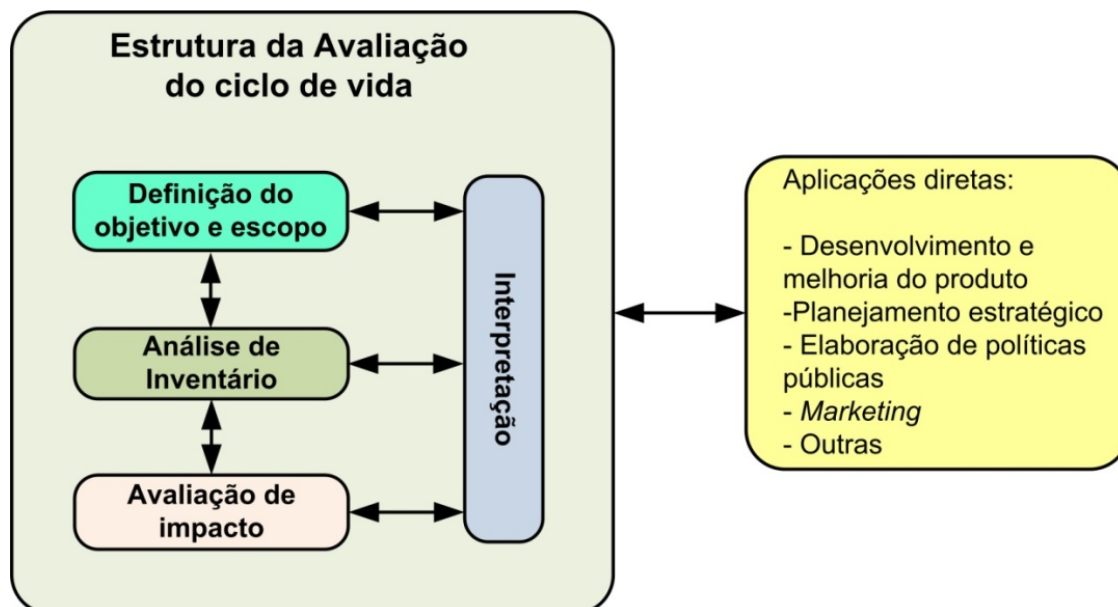 Estrutura da Avaliação
do ciclo de vida
Definição do
objetivo e escopo
Análise de
Inventário
Avaliação de
impacto
Interpretação
Aplicações diretas:
- Desenvolvimento e
melhoria do produto
-Planejamento estratégico
- Elaboração de políticas
públicas
- Marketing
- Outras